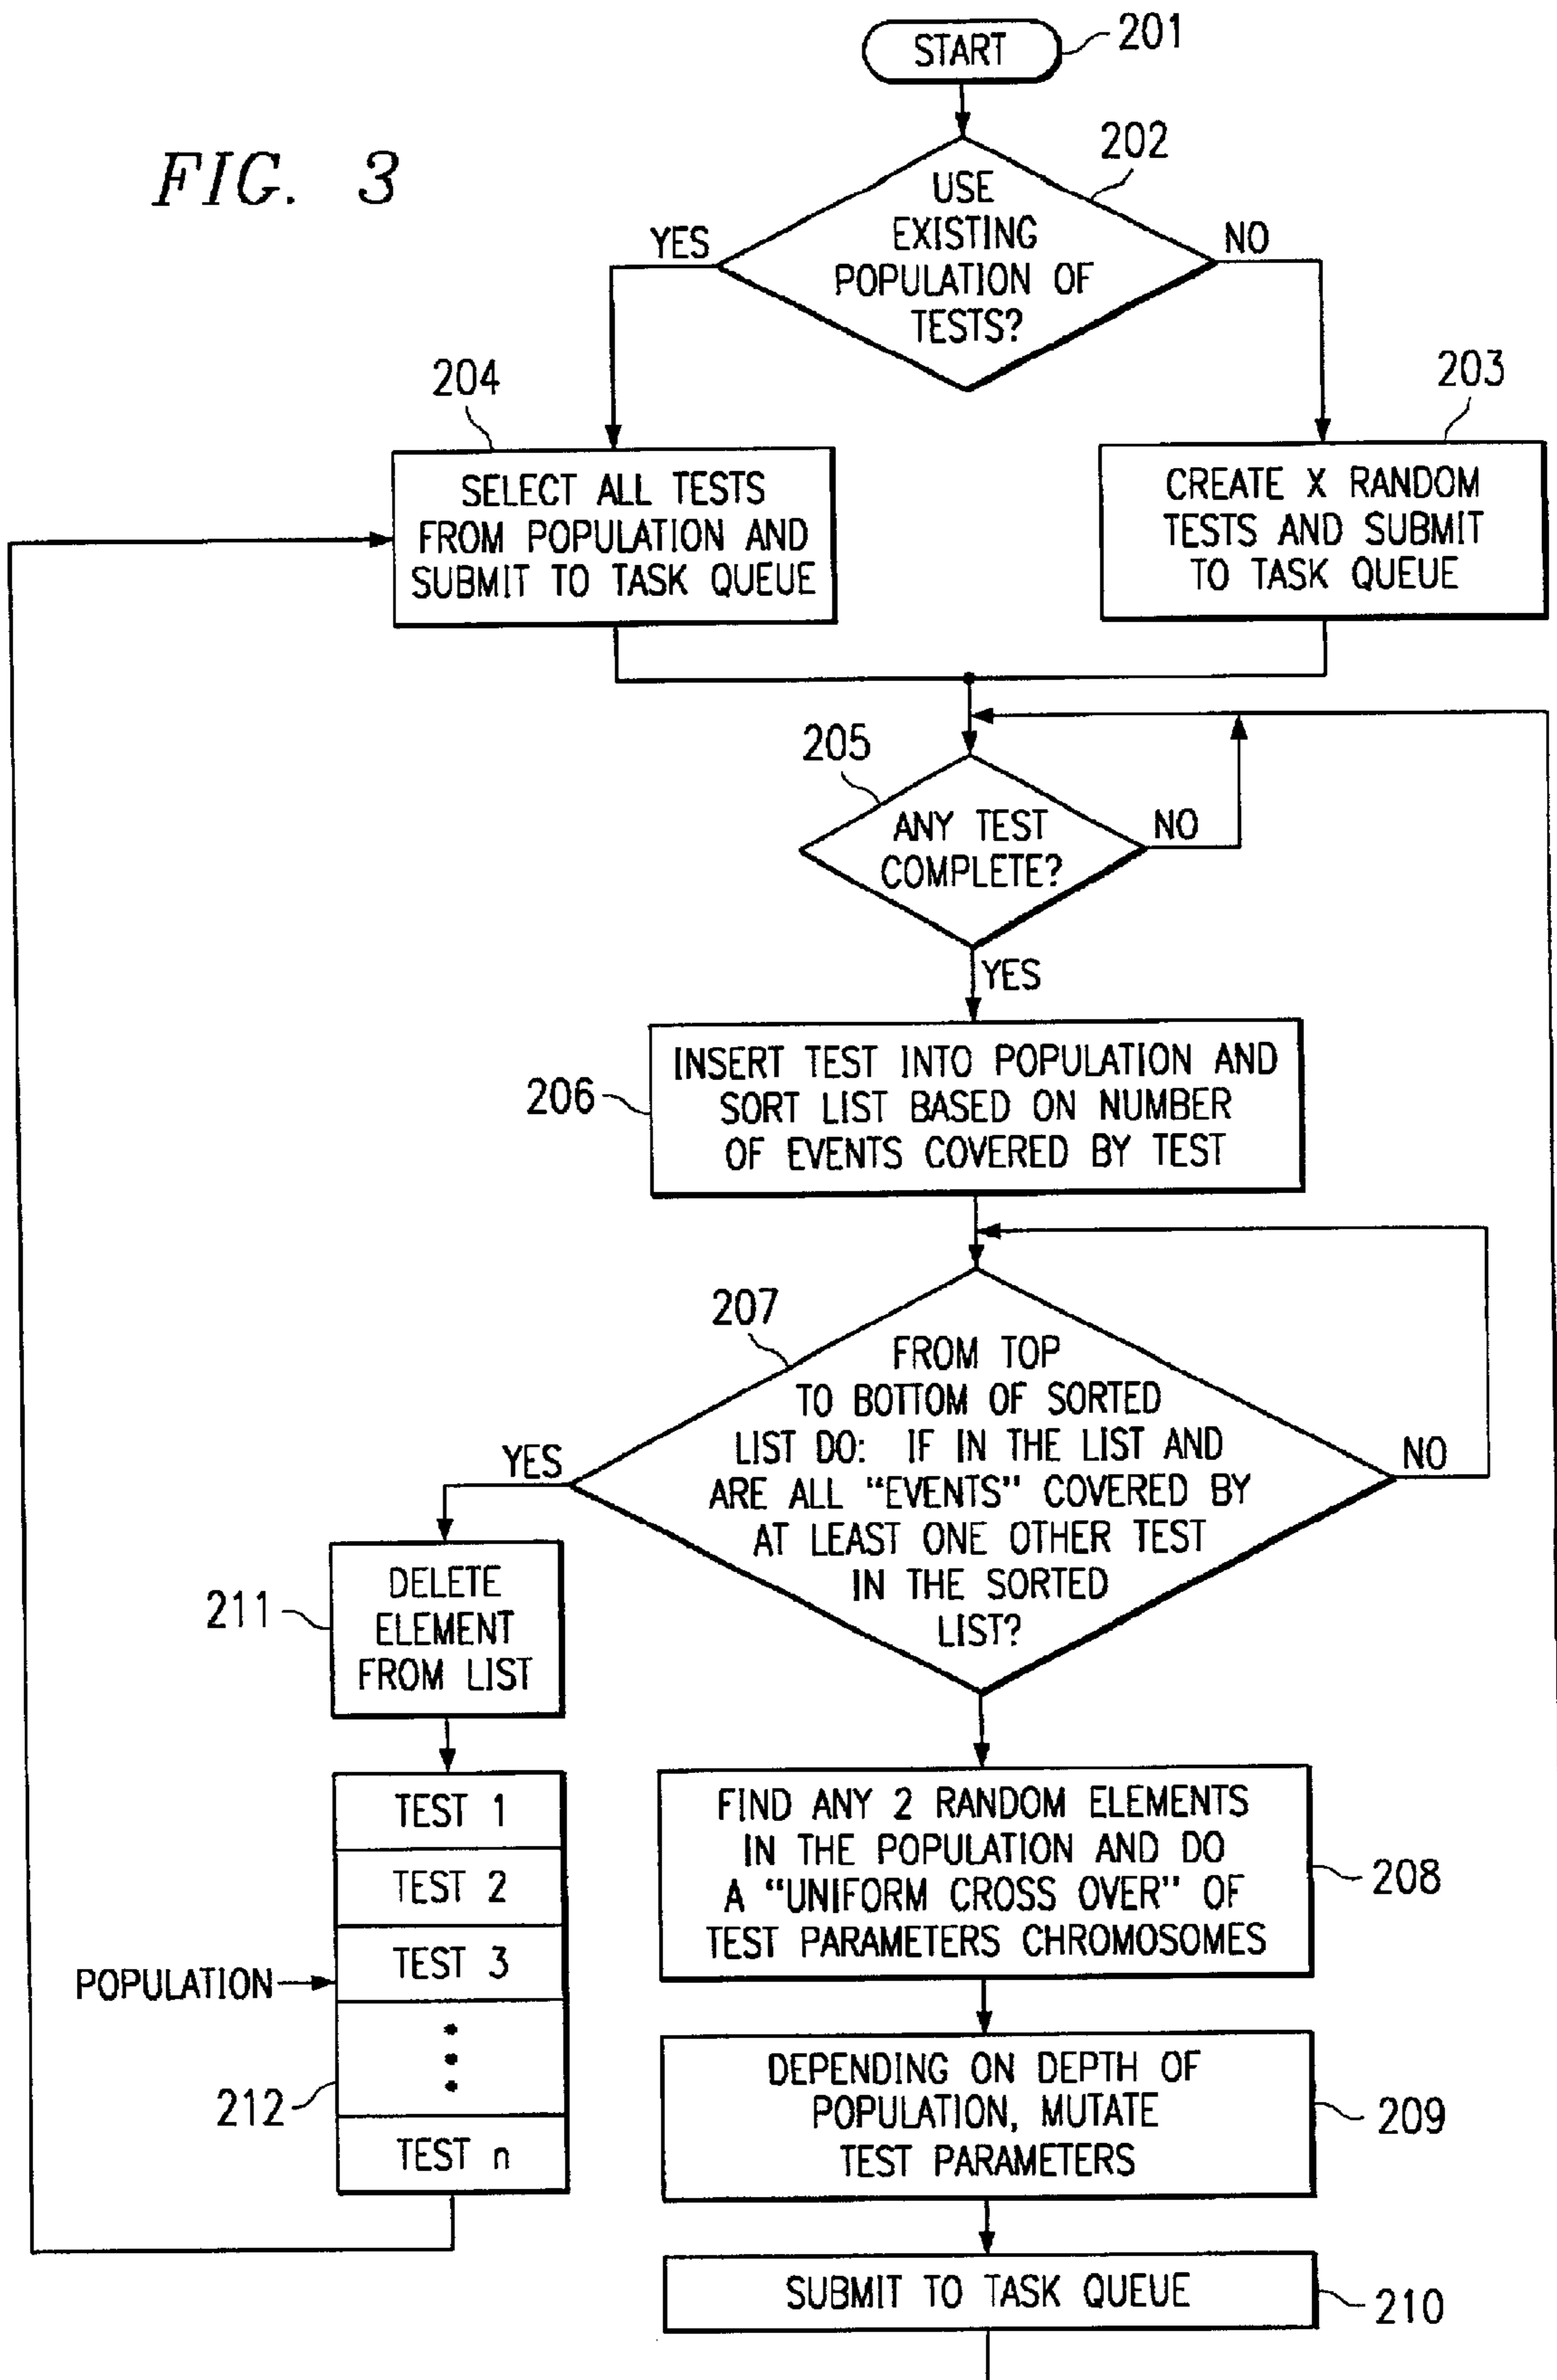 FIG. 3
START
201
202
USE
EXISTING
POPULATION OF
TESTS?
YES
NO
204
203
SELECT ALL TESTS
FROM POPULATION AND
SUBMIT TO TASK QUEUE
CREATE X RANDOM
TESTS AND SUBMIT
TO TASK QUEUE
205
ANY TEST
COMPLETE?
NO
YES
206
INSERT TEST INTO POPULATION AND
SORT LIST BASED ON NUMBER
OF EVENTS COVERED BY TEST
207
FROM TOP
TO BOTTOM OF SORTED
LIST DO: IF IN THE LIST AND
ARE ALL “EVENTS” COVERED BY
AT LEAST ONE OTHER TEST
IN THE SORTED
LIST?
YES
NO
211
DELETE
ELEMENT
FROM LIST
TEST 1
TEST 2
TEST 3
TEST n
POPULATION
212
FIND ANY 2 RANDOM ELEMENTS
IN THE POPULATION AND DO
A “UNIFORM CROSS OVER” OF
TEST PARAMETERS CHROMOSOMES
208
DEPENDING ON DEPTH OF
POPULATION, MUTATE
TEST PARAMETERS
209
SUBMIT TO TASK QUEUE
210